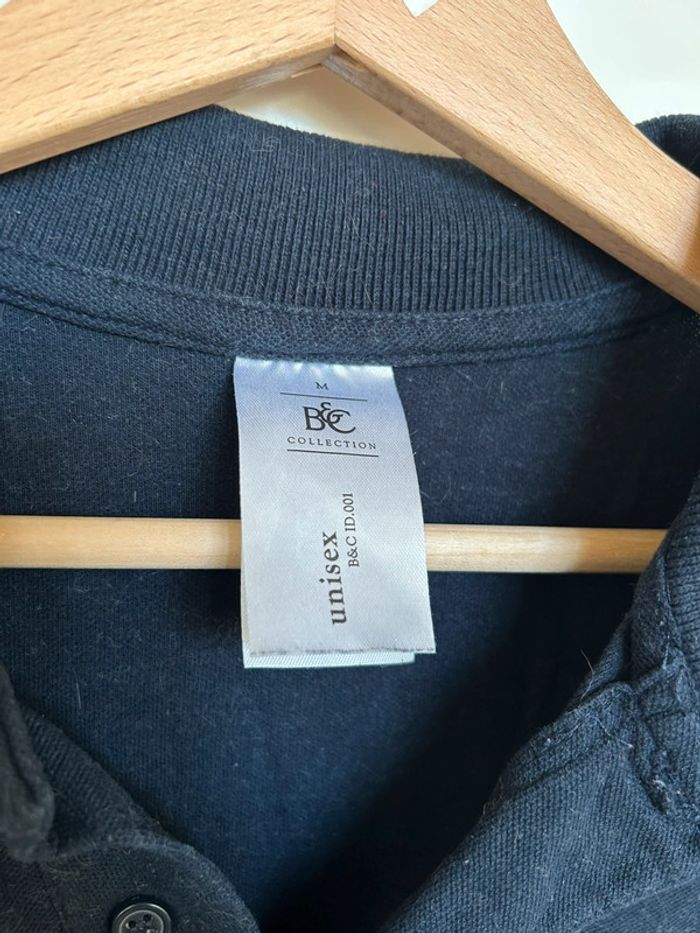 M
B&C
COLLECTION
unisex
B&C ID.001